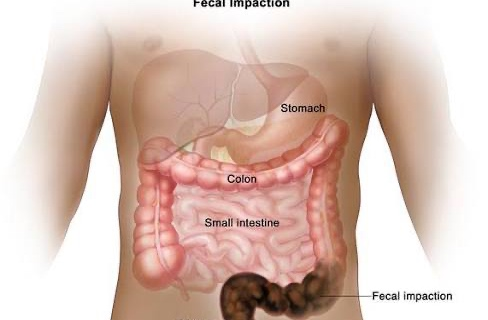 Fecal Impaction
Stomach
Colon
Small intestine
Fecal impaction